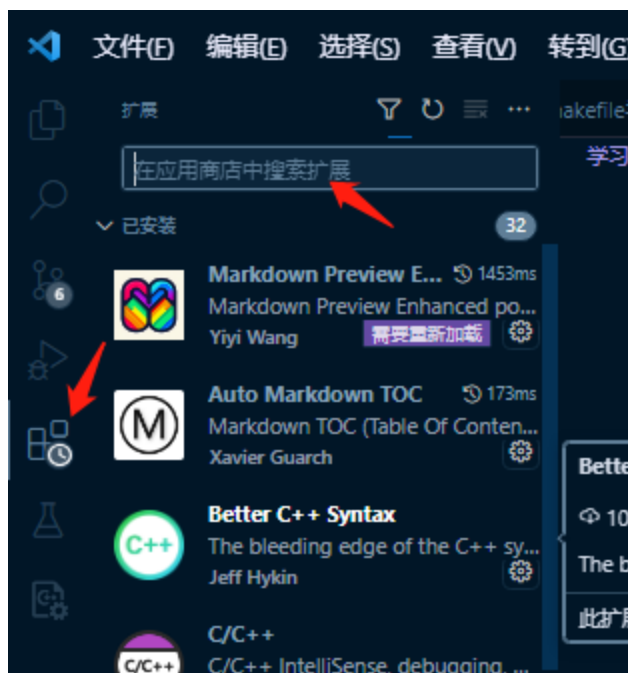 文件(F) 编辑(E) 选择(S) 查看(V) 转到(G)
扩展
akefile
学习
在应用商店中搜索扩展
已安装 32
6
Markdown Preview E... 1453ms
Markdown Preview Enhanced po...
Yiyi Wang 需要重新加载
Auto Markdown TOC 173ms
Markdown TOC (Table Of Conten...
Xavier Guarch
M
Better C++ Syntax
The bleeding edge of the C++ sy...
Jeff Hykin
C++
C/C++
C/C++ IntelliSense, debugging, ...
C/C++
Bette
10
The b
此扩展